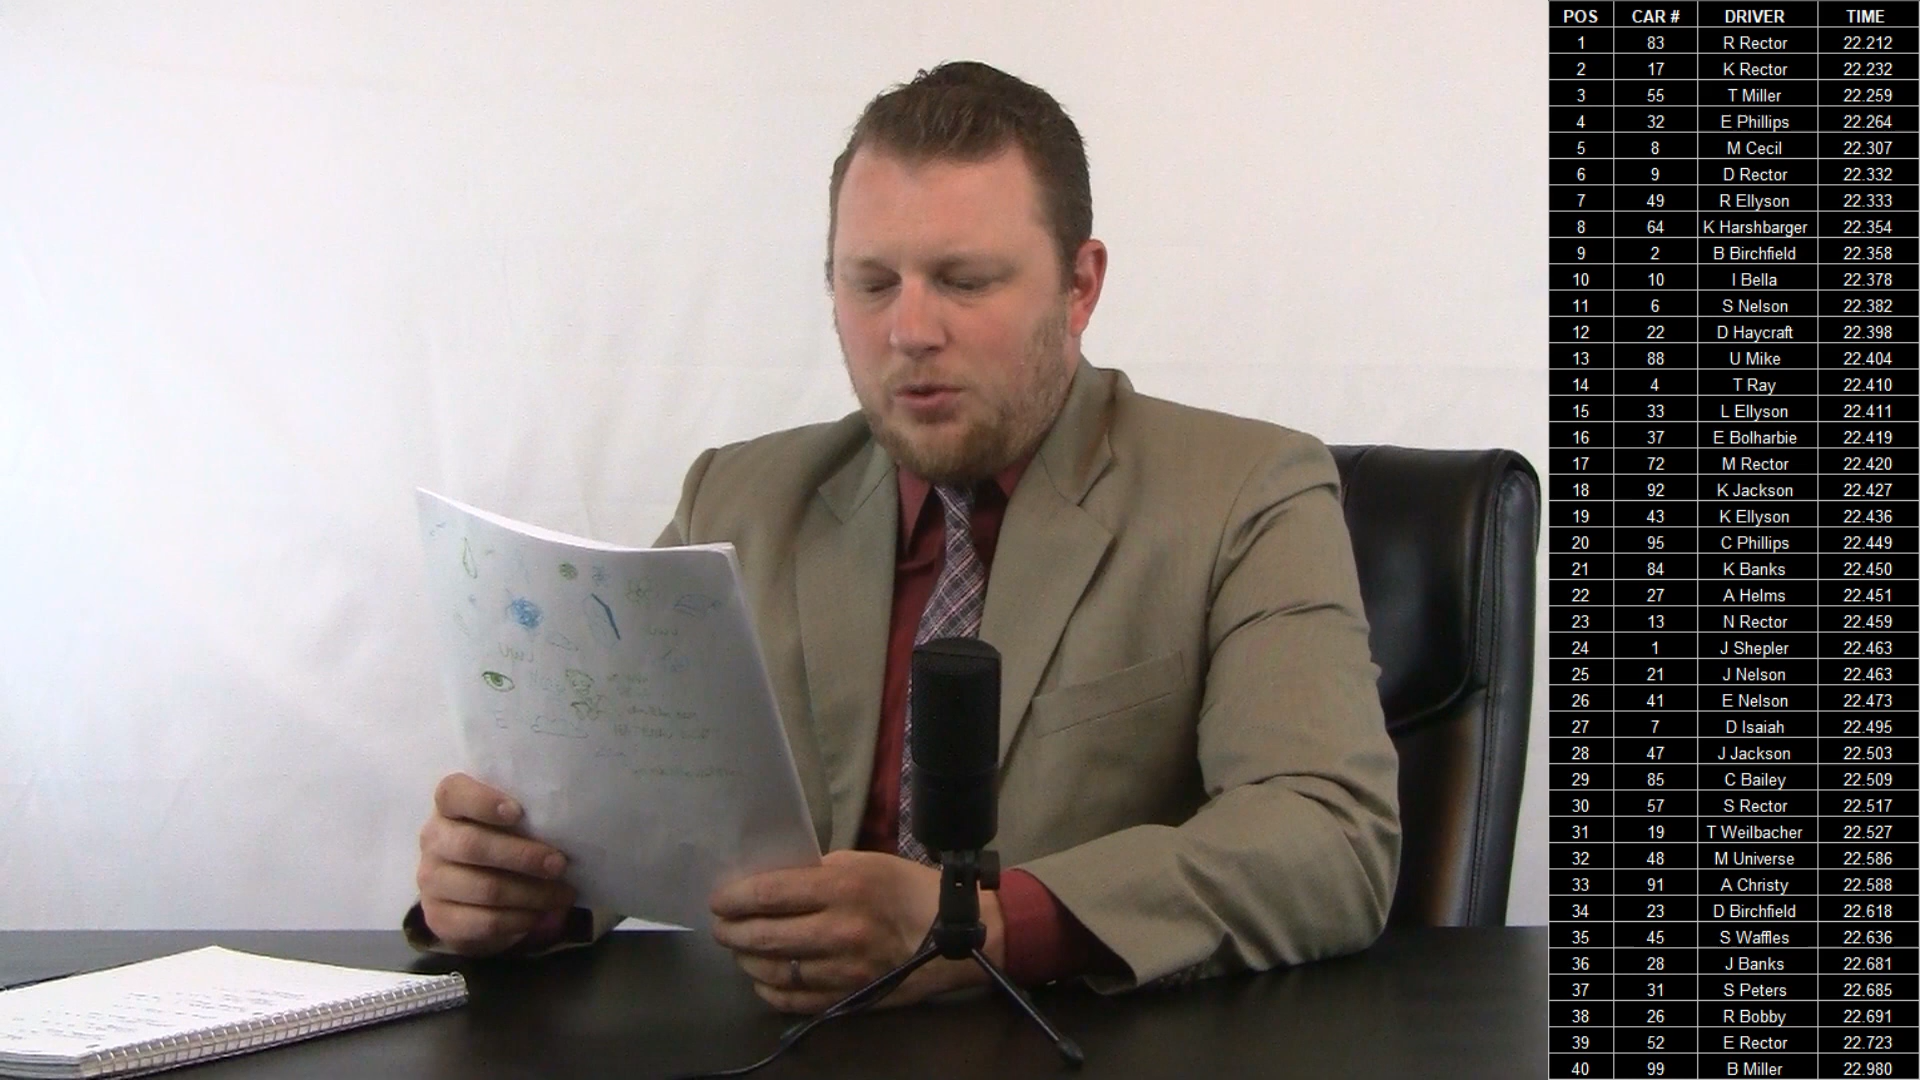 POS CAR # DRIVER TIME
1 83 R Rector 22.212
2 17 K Rector 22.232
3 55 T Miller 22.259
4 32 E Phillips 22.264
5 8 M Cecil 22.307
6 9 D Rector 22.332
7 49 R Ellyson 22.333
8 64 K Harshbarger 22.354
9 2 B Birchfield 22.358
10 10 I Bella 22.378
11 6 S Nelson 22.382
12 22 D Haycraft 22.398
13 88 U Mike 22.404
14 4 T Ray 22.410
15 33 L Ellyson 22.411
16 37 E Bolharbie 22.419
17 72 M Rector 22.420
18 92 K Jackson 22.427
19 43 K Ellyson 22.436
20 95 C Phillips 22.449
21 84 K Banks 22.450
22 27 A Helms 22.451
23 13 N Rector 22.459
24 1 J Shepler 22.463
25 21 J Nelson 22.463
26 41 E Nelson 22.473
27 7 D Isaiah 22.495
28 47 J Jackson 22.503
29 85 C Bailey 22.509
30 57 S Rector 22.517
31 19 T Weilbacher 22.527
32 48 M Universe 22.586
33 91 A Christy 22.588
34 23 D Birchfield 22.618
35 45 S Waffles 22.636
36 28 J Banks 22.681
37 31 S Peters 22.685
38 26 R Bobby 22.691
39 52 E Rector 22.723
40 99 B Miller 22.980